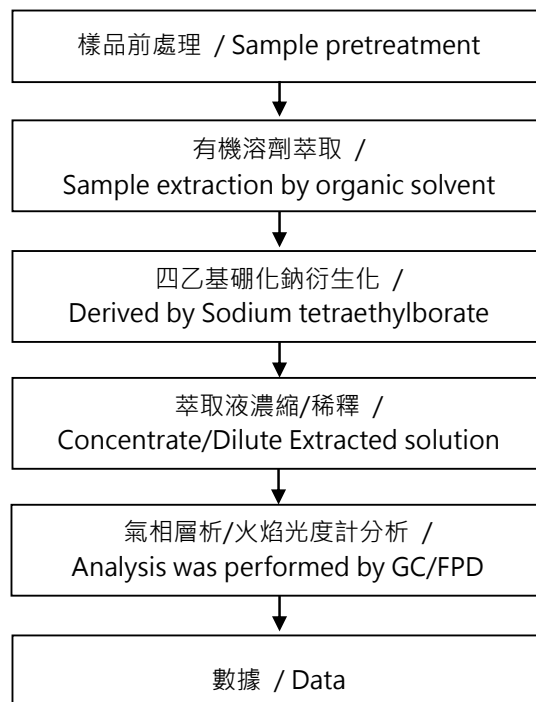 樣品前處理 / Sample pretreatment
有機溶劑萃取 /
Sample extraction by organic solvent
四乙基硼化鈉衍生化 /
Derived by Sodium tetraethylborate
萃取液濃縮/稀釋 /
Concentrate/Dilute Extracted solution
氣相層析/火焰光度計分析 /
Analysis was performed by GC/FPD
數據 / Data